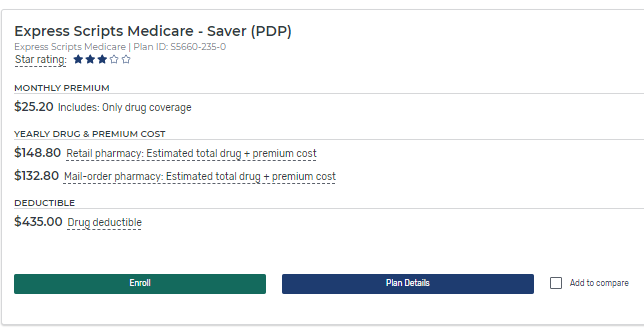 Express Scripts Medicare - Saver (PDP)
Express Scripts Medicare | Plan ID: S5660-235-0
Star rating:
MONTHLY PREMIUM
$25.20 Includes: Only drug coverage
YEARLY DRUG & PREMIUM COST
$148.80 Retail pharmacy: Estimated total drug + premium cost
$132.80 Mail-order pharmacy: Estimated total drug + premium cost
DEDUCTIBLE
$435.00 Drug deductible
Enroll Plan Details Add to compare